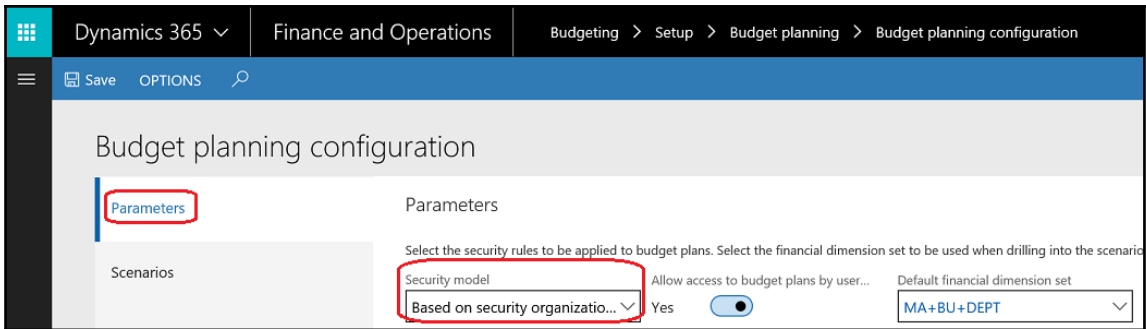 Dynamics 365 Finance and Operations Budgeting > Setup > Budget planning > Budget planning configuration
Save OPTIONS
Budget planning configuration
Parameters
Scenarios
Parameters
Select the security rules to be applied to budget plans. Select the financial dimension set to be used when drilling into the scenario
Security model Allow access to budget plans by user... Default financial dimension set
Based on security organizatio... Yes MA+BU+DEPT